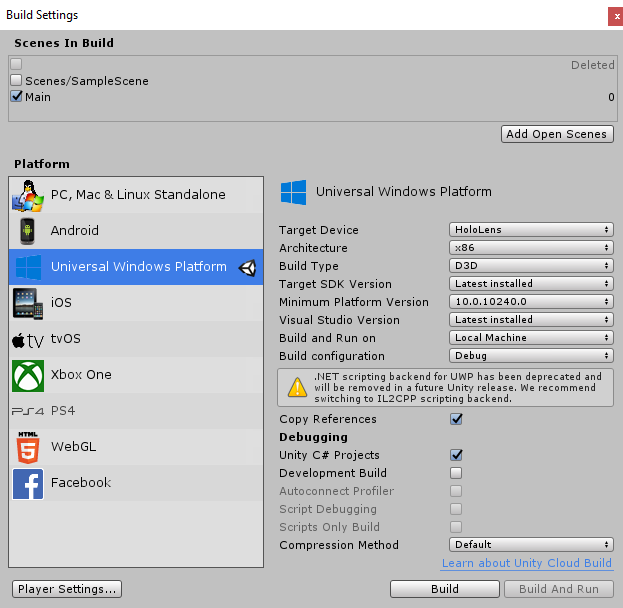 Build Settings
x
Scenes In Build
Deleted
Scenes/SampleScene
Main 0
Add Open Scenes
Platform
PC, Mac & Linux Standalone
Android
Universal Windows Platform
iOS
tv tvOS
Xbox One
PS4 PS4
HTML
5 WebGL
f Facebook
Universal Windows Platform
Target Device HoloLens
Architecture x86
Build Type D3D
Target SDK Version Latest installed
Minimum Platform Version 10.0.10240.0
Visual Studio Version Latest installed
Build and Run on Local Machine
Build configuration Debug
.NET scripting backend for UWP has been deprecated and
will be removed in a future Unity release. We recommend
switching to IL2CPP scripting backend.
Copy References
Debugging
Unity C# Projects
Development Build
Autoconnect Profiler
Script Debugging
Scripts Only Build
Compression Method Default
Learn about Unity Cloud Build
Player Settings...
Build
Build And Run